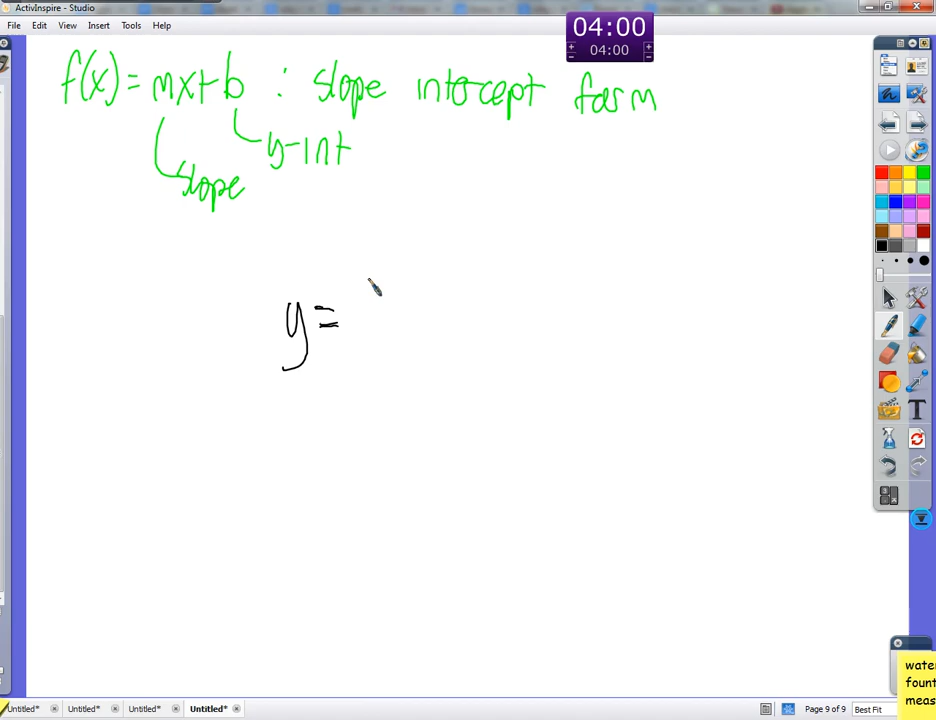 ActivInspire - Studio
File Edit View Insert Tools Help
04:00
04:00
f(x) = mx+b : slope intercept form
y-int
slope
y=
T
water
fount
meas
Untitled* Untitled* Untitled* Untitled* Page 9 of 9 Best Fit